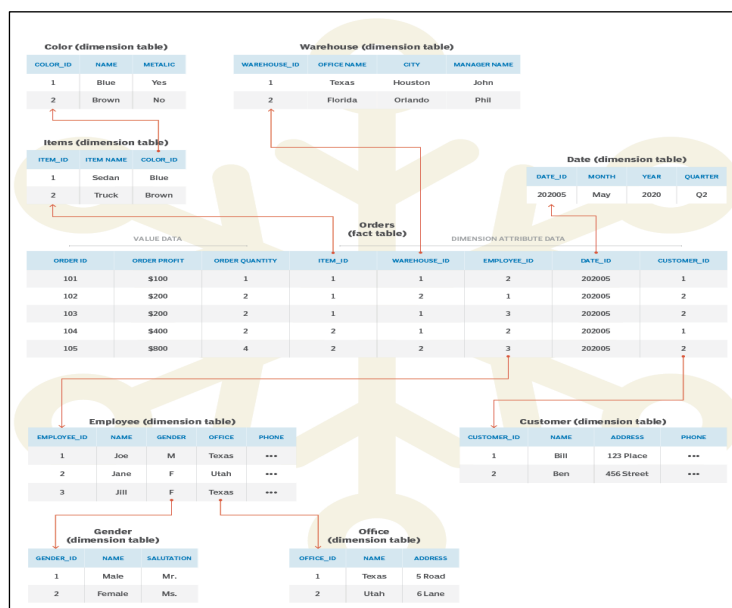 Color (dimension table)
COLOR_ID NAME METALIC
1 Blue Yes
2 Brown No
Warehouse (dimension table)
WAREHOUSE_ID OFFICE NAME CITY MANAGER NAME
1 Texas Houston John
2 Florida Orlando Phil
Items (dimension table)
ITEM_ID ITEM NAME COLOR_ID
1 Sedan Blue
2 Truck Brown
Date (dimension table)
DATE_ID MONTH YEAR QUARTER
202005 May 2020 Q2
Orders
(fact table)
VALUE DATA DIMENSION ATTRIBUTE DATA
ORDER ID ORDER PROFIT ORDER QUANTITY ITEM_ID WAREHOUSE_ID EMPLOYEE_ID DATE_ID CUSTOMER_ID
101 $100 1 1 1 2 202005 1
102 $200 2 1 2 1 202005 2
103 $200 2 1 1 3 202005 2
104 $400 2 2 1 2 202005 1
105 $800 4 2 2 3 202005 2
Employee (dimension table)
EMPLOYEE_ID NAME GENDER OFFICE PHONE
1 Joe M Texas •••
2 Jane F Utah •••
3 Jill F Texas •••
Customer (dimension table)
CUSTOMER_ID NAME ADDRESS PHONE
1 Bill 123 Place •••
2 Ben 456 Street •••
Gender
(dimension table)
GENDER_ID NAME SALUTATION
1 Male Mr.
2 Female Ms.
Office
(dimension table)
OFFICE_ID NAME ADDRESS
1 Texas 5 Road
2 Utah 6 Lane